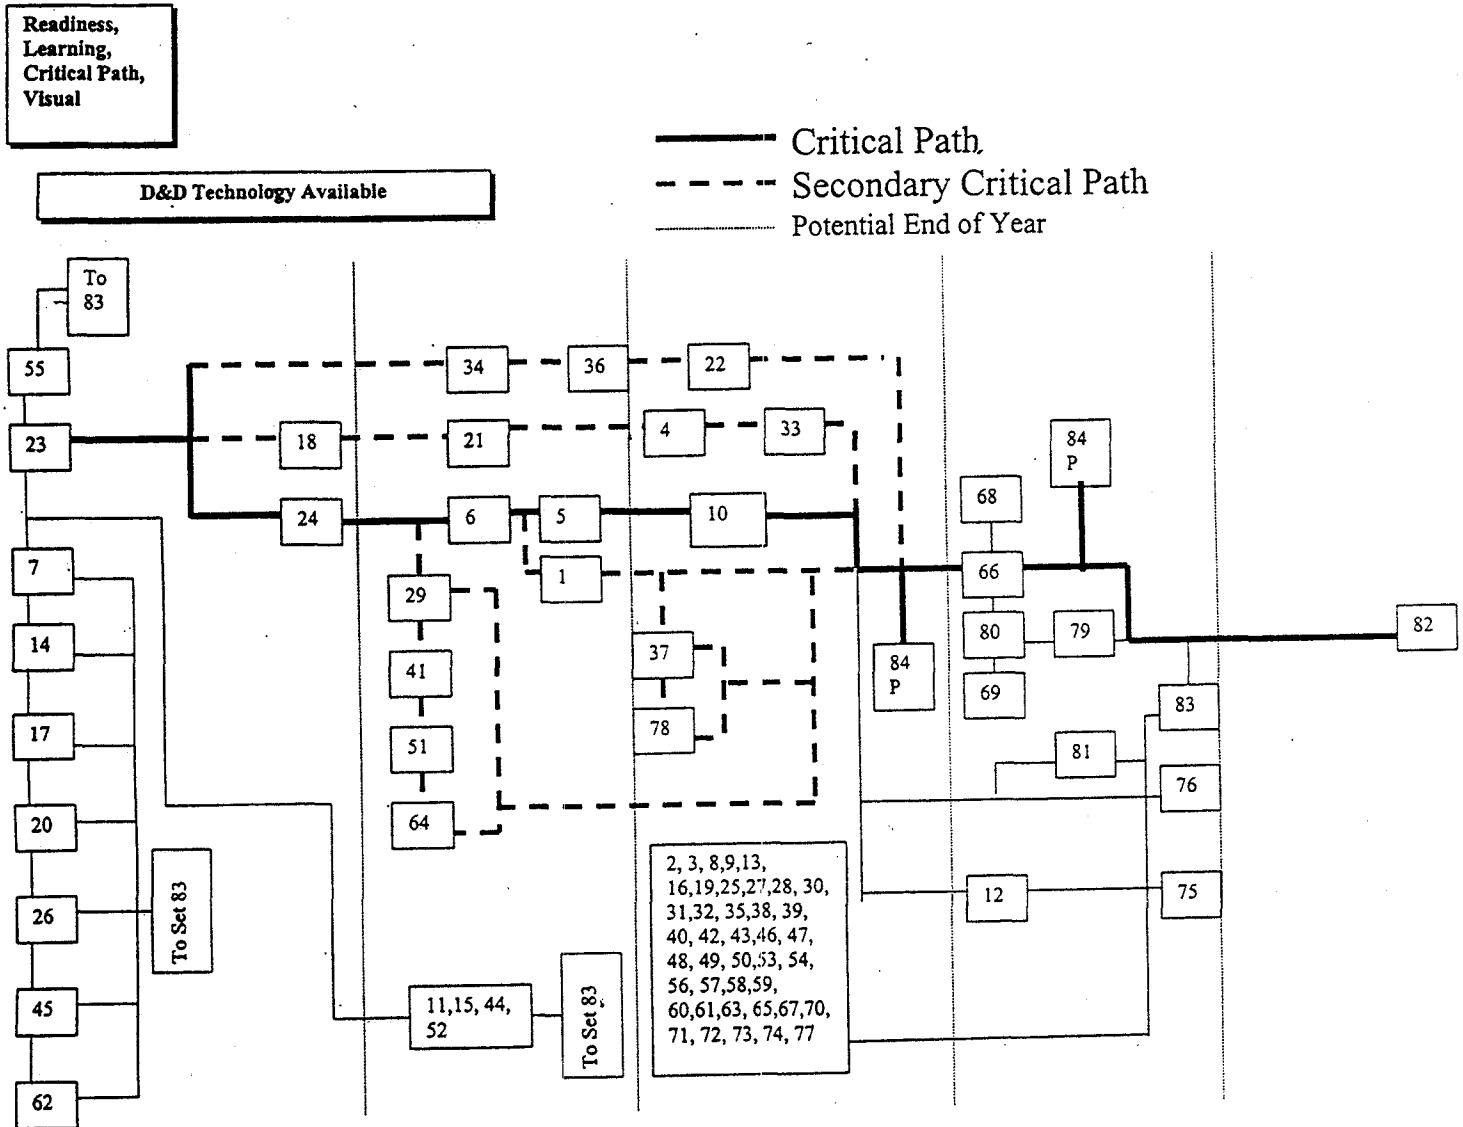 Readiness,
Learning,
Critical Path,
Visual
D&D Technology Available
Critical Path
Secondary Critical Path
Potential End of Year
To
83
55
34
36
22
23
18
21
4
33
84
P
24
6
5
10
68
7
29
1
66
14
41
37
84
P
80
79
82
69
83
17
51
78
81
76
20
64
26
To Set 83
2, 3, 8,9,13,
16,19,25,27,28, 30,
31,32, 35,38, 39,
40, 42, 43,46, 47,
48, 49, 50,53, 54,
56, 57,58,59,
60,61,63, 65,67,70,
71, 72, 73, 74, 77
12
75
45
11,15, 44,
52
To Set 83
62